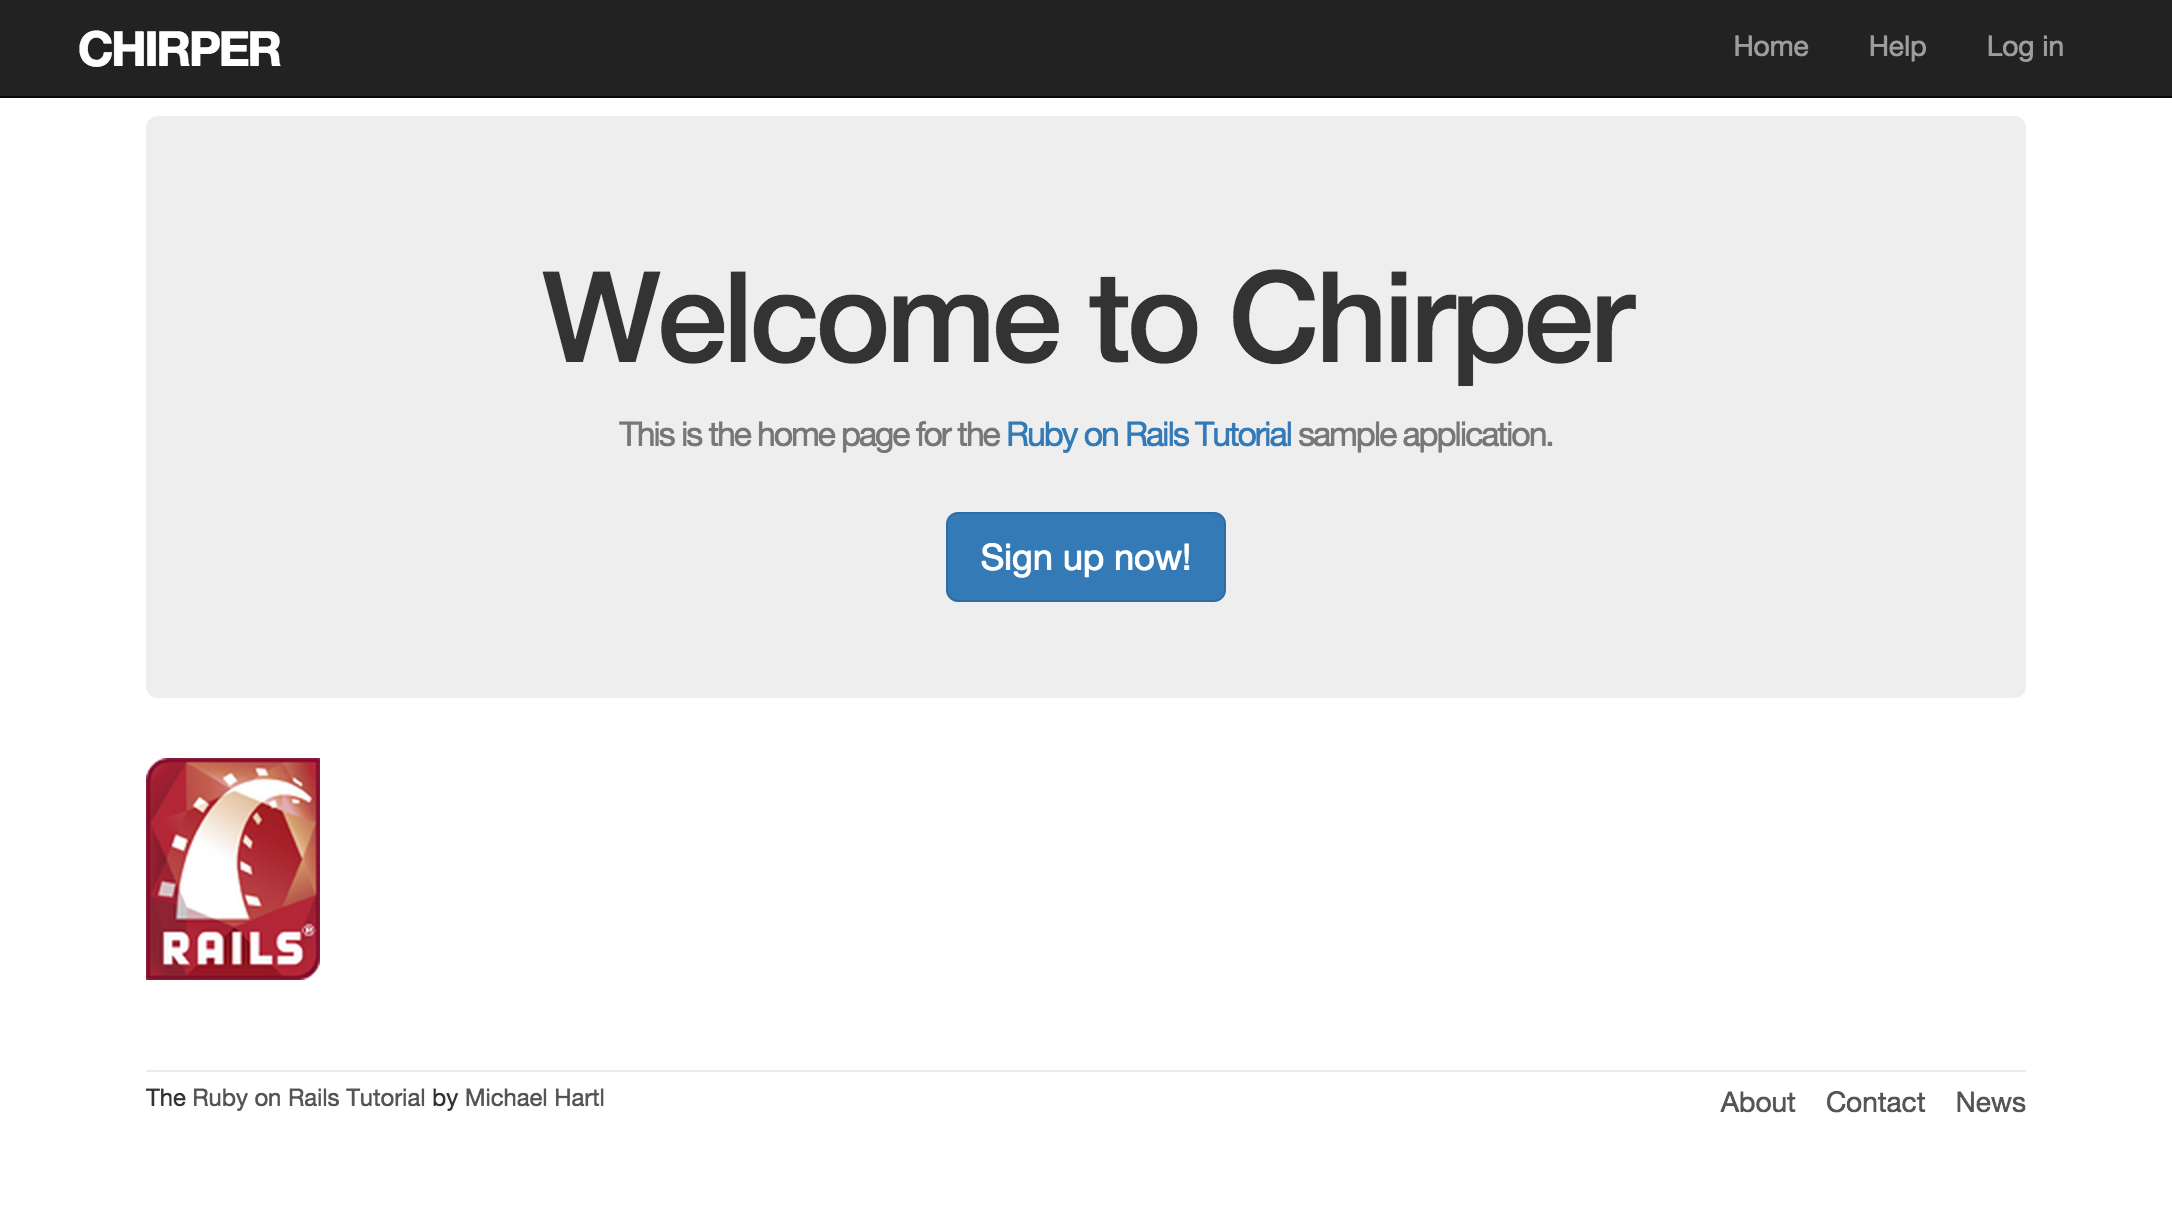 CHIRPER
Home Help Log in
Welcome to Chirper
This is the home page for the Ruby on Rails Tutorial sample application.
Sign up now!
RAILS®
The Ruby on Rails Tutorial by Michael Hartl
About Contact News